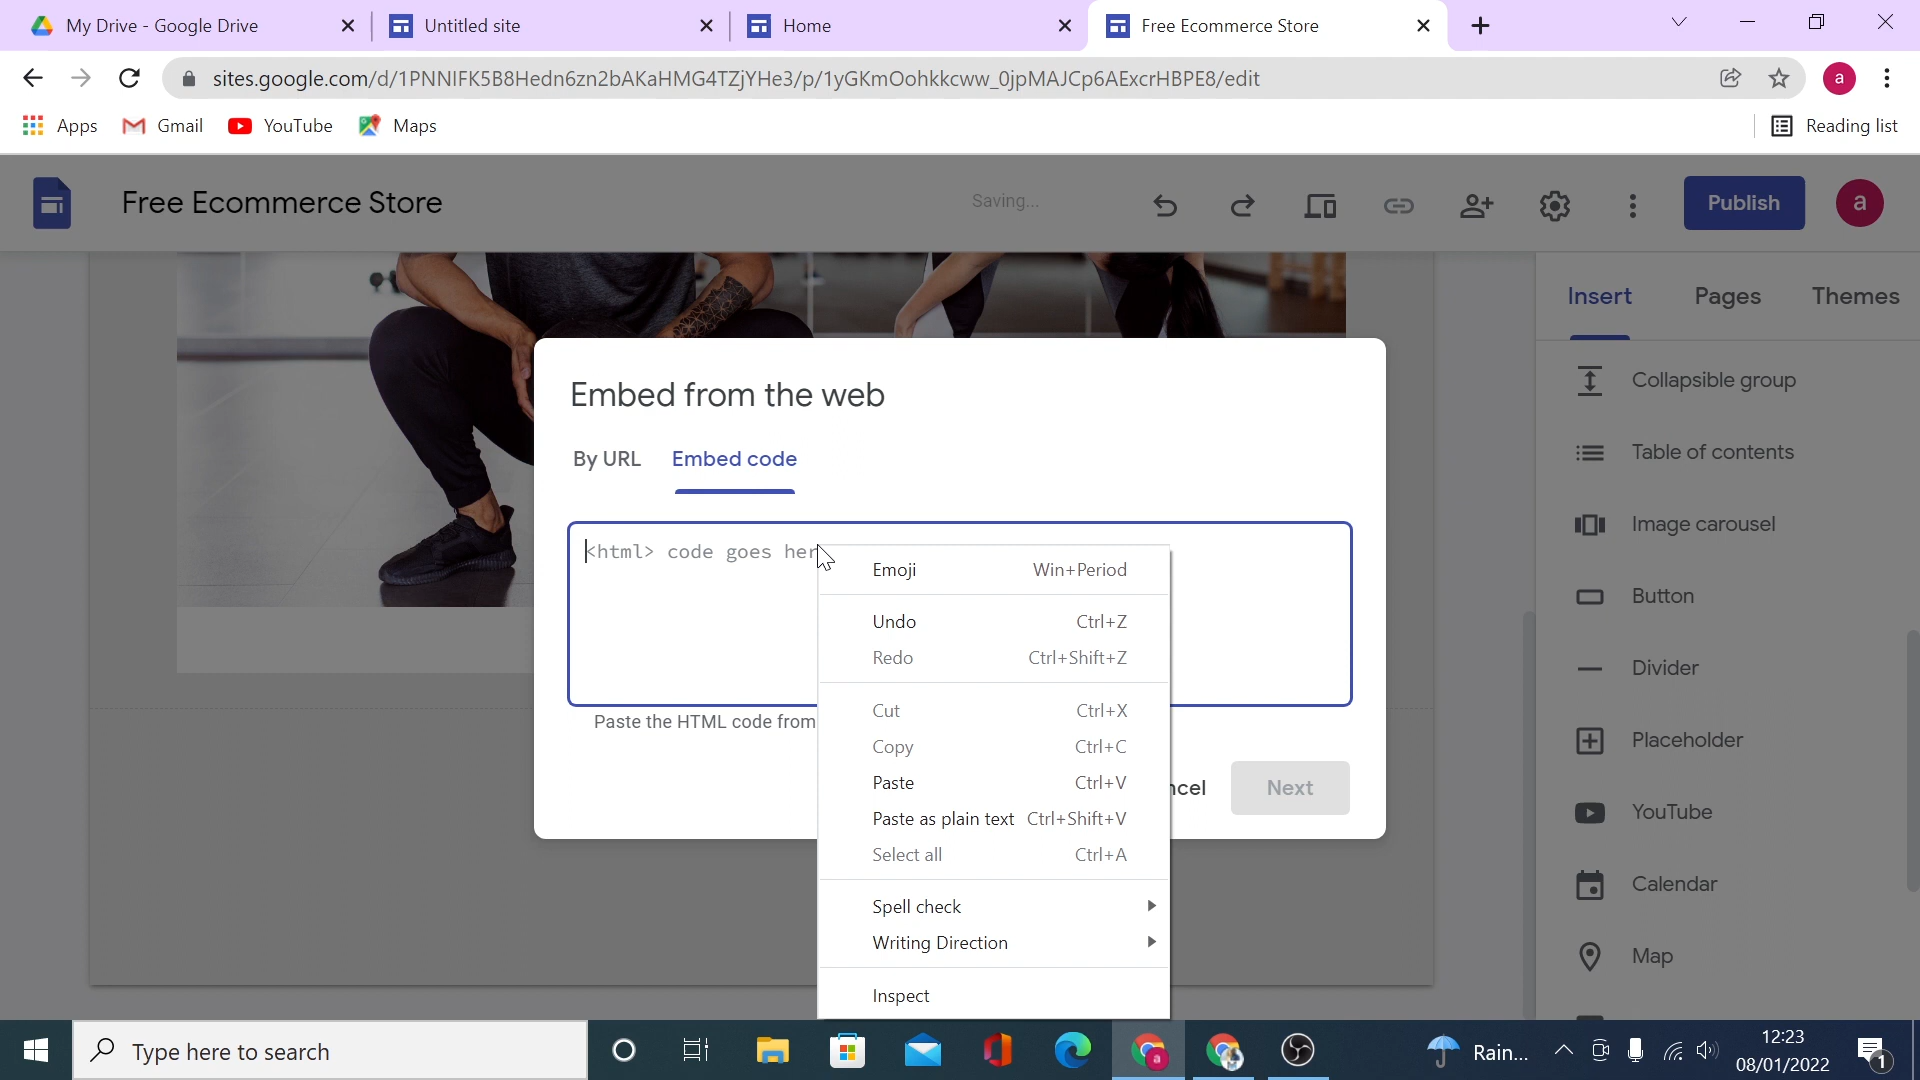 My Drive - Google Drive
Untitled site
Home
Free Ecommerce Store
sites.google.com/d/1PNNIFK5B8Hedn6zn2bAKaHMG4TZjYHe3/p/1yGKmOohkkcww_0jpMAJCp6AExcrHBPE8/edit
a
Apps
Gmail
YouTube
Maps
Reading list
Free Ecommerce Store
Saving...
Publish
a
Insert
Pages
Themes
Embed from the web
By URL
Embed code
<html> code goes
Paste the HTML code from
Next
Emoji Win+Period
Undo Ctrl+Z
Redo Ctrl+Shift+Z
Cut Ctrl+X
Copy Ctrl+C
Paste Ctrl+V
Paste as plain text Ctrl+Shift+V
Select all Ctrl+A
Spell check
Writing Direction
Inspect
Collapsible group
Table of contents
Image carousel
Button
Divider
Placeholder
YouTube
Calendar
Map
Type here to search
a
Rain...
12:23
08/01/2022
1